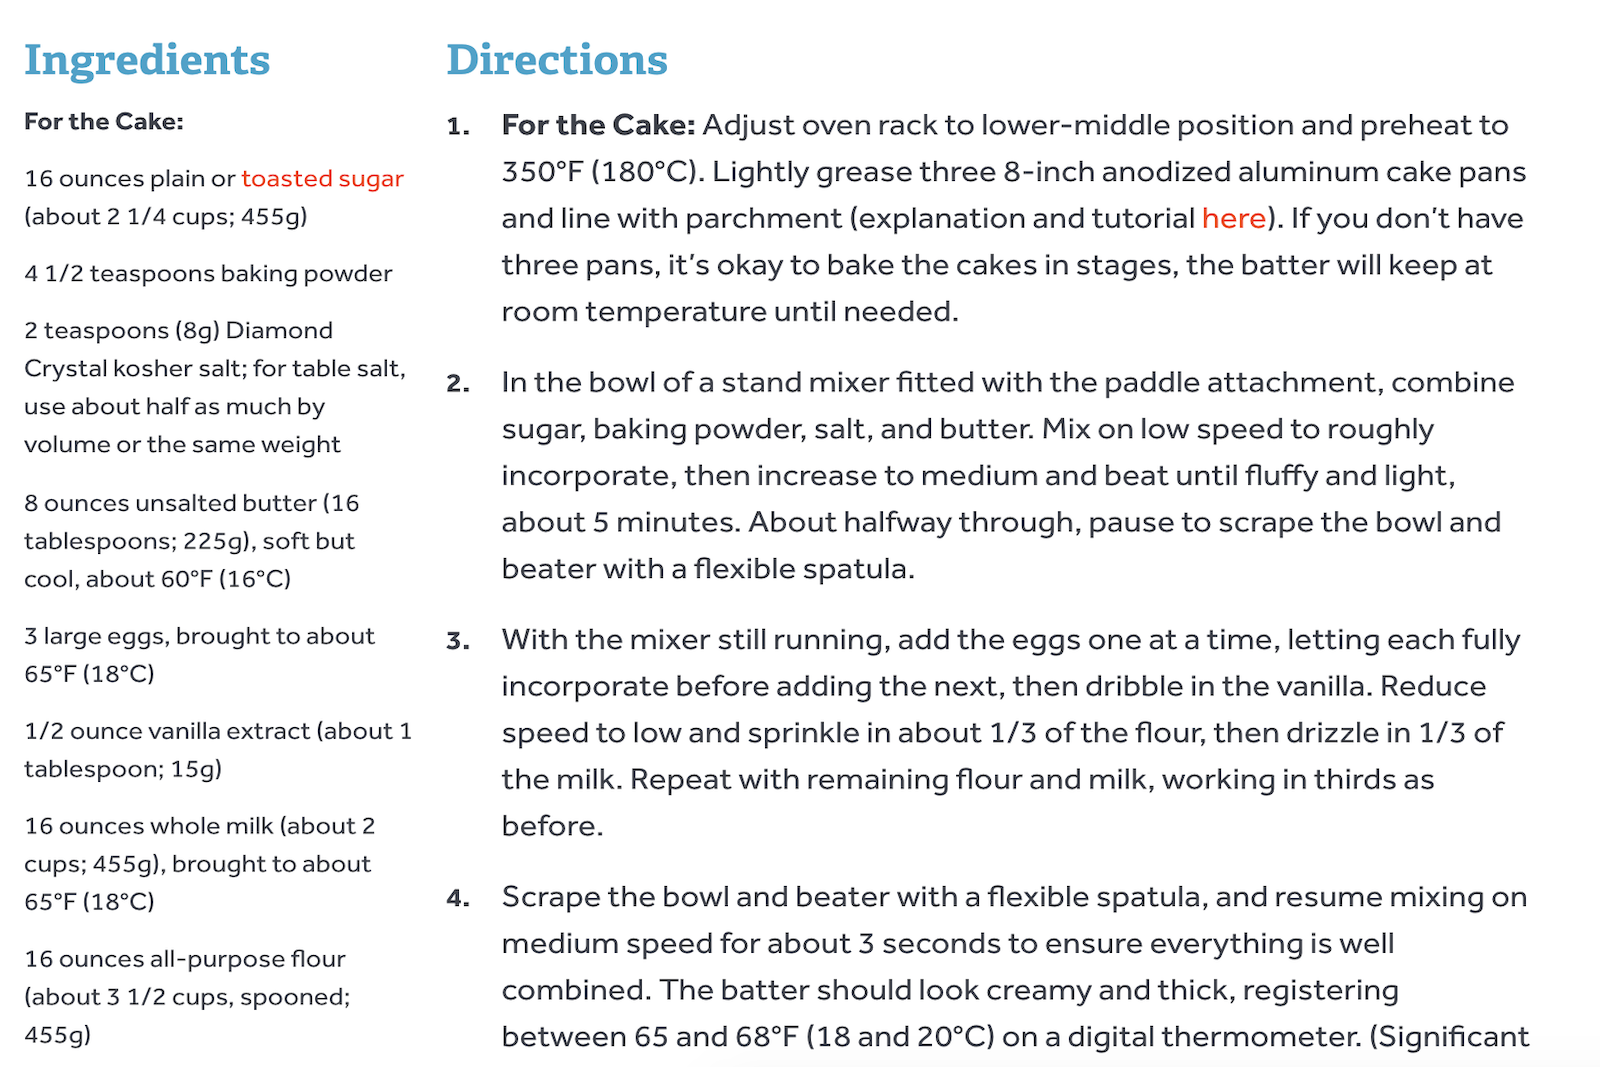 Ingredients
For the Cake:
16 ounces plain or toasted sugar
(about 2 1/4 cups; 455g)
4 1/2 teaspoons baking powder
2 teaspoons (8g) Diamond
Crystal kosher salt; for table salt,
use about half as much by
volume or the same weight
8 ounces unsalted butter (16
tablespoons; 225g), soft but
cool, about 60°F (16°C)
3 large eggs, brought to about
65°F (18°C)
1/2 ounce vanilla extract (about 1
tablespoon; 15g)
16 ounces whole milk (about 2
cups; 455g), brought to about
65°F (18°C)
16 ounces all-purpose flour
(about 3 1/2 cups, spooned;
455g)
Directions
1. For the Cake: Adjust oven rack to lower-middle position and preheat to
350°F (180°C). Lightly grease three 8-inch anodized aluminum cake pans
and line with parchment (explanation and tutorial here). If you don't have
three pans, it's okay to bake the cakes in stages, the batter will keep at
room temperature until needed.
2. In the bowl of a stand mixer fitted with the paddle attachment, combine
sugar, baking powder, salt, and butter. Mix on low speed to roughly
incorporate, then increase to medium and beat until fluffy and light,
about 5 minutes. About halfway through, pause to scrape the bowl and
beater with a flexible spatula.
3. With the mixer still running, add the eggs one at a time, letting each fully
incorporate before adding the next, then dribble in the vanilla. Reduce
speed to low and sprinkle in about 1/3 of the flour, then drizzle in 1/3 of
the milk. Repeat with remaining flour and milk, working in thirds as
before.
4. Scrape the bowl and beater with a flexible spatula, and resume mixing on
medium speed for about 3 seconds to ensure everything is well
combined. The batter should look creamy and thick, registering
between 65 and 68°F (18 and 20°C) on a digital thermometer. (Significant